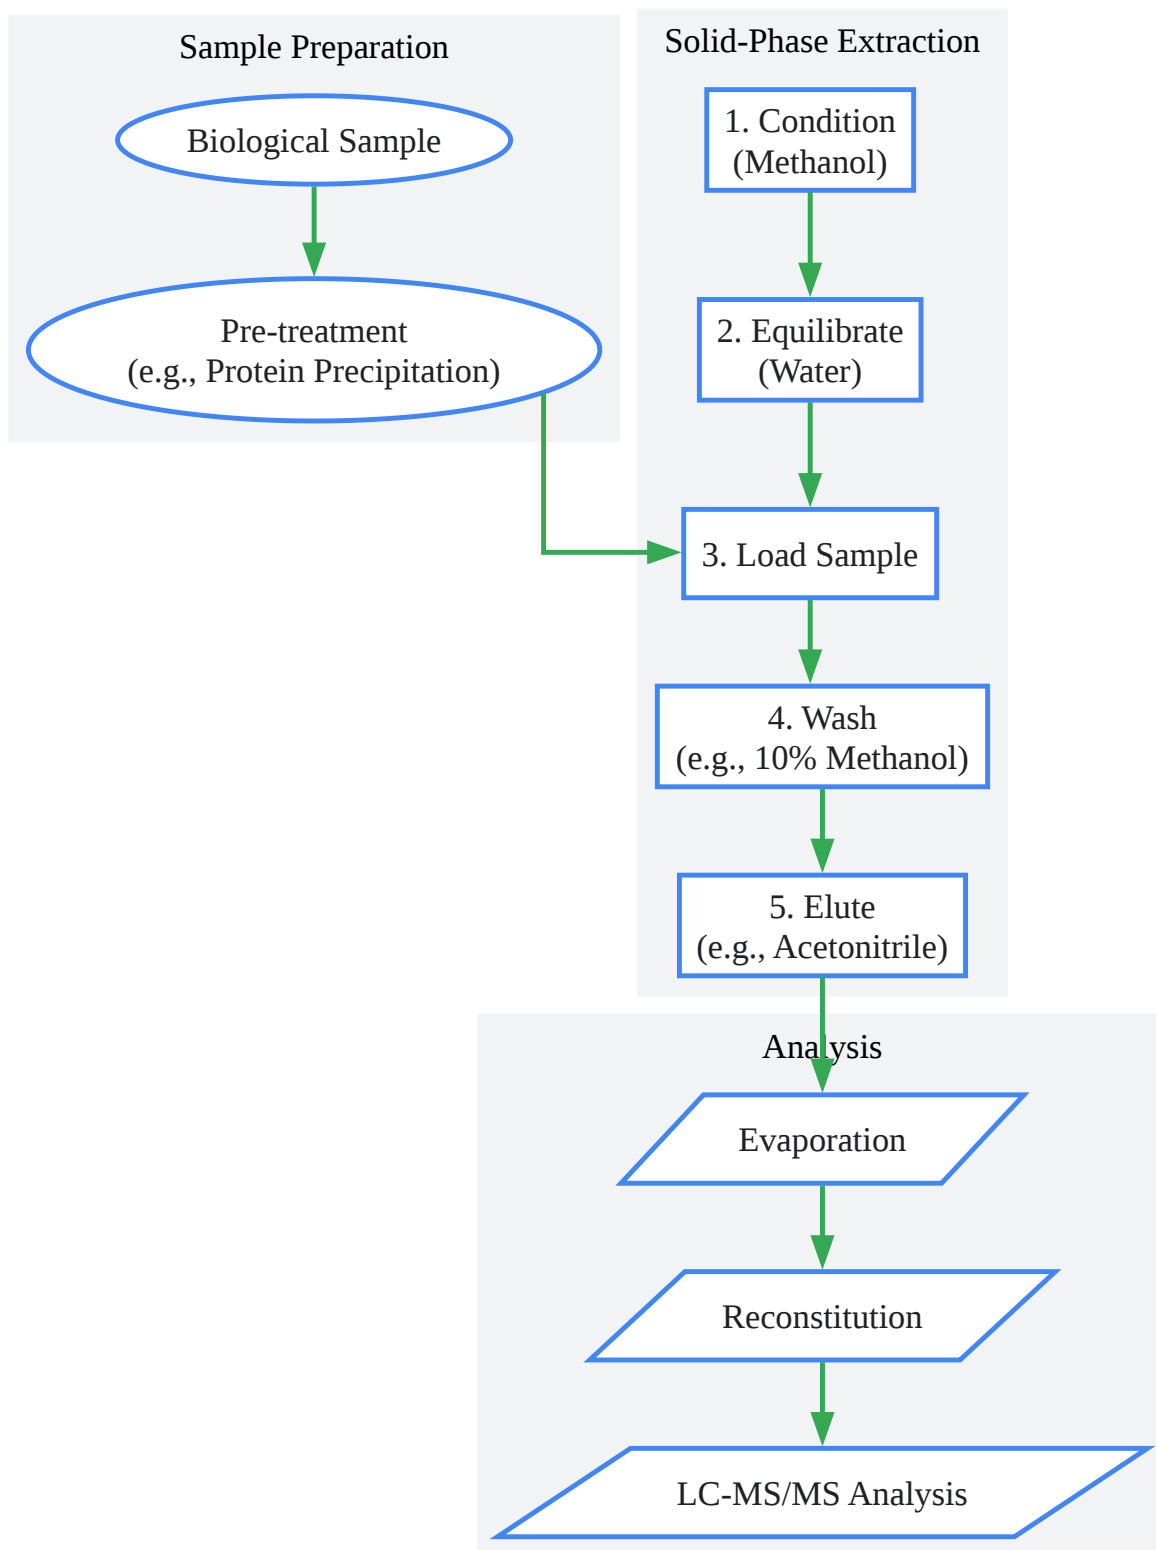 Sample Preparation
Biological Sample
Pre-treatment
(e.g., Protein Precipitation)
Solid-Phase Extraction
1. Condition
(Methanol)
2. Equilibrate
(Water)
3. Load Sample
4. Wash
(e.g., 10% Methanol)
5. Elute
(e.g., Acetonitrile)
Analysis
Evaporation
Reconstitution
LC-MS/MS Analysis